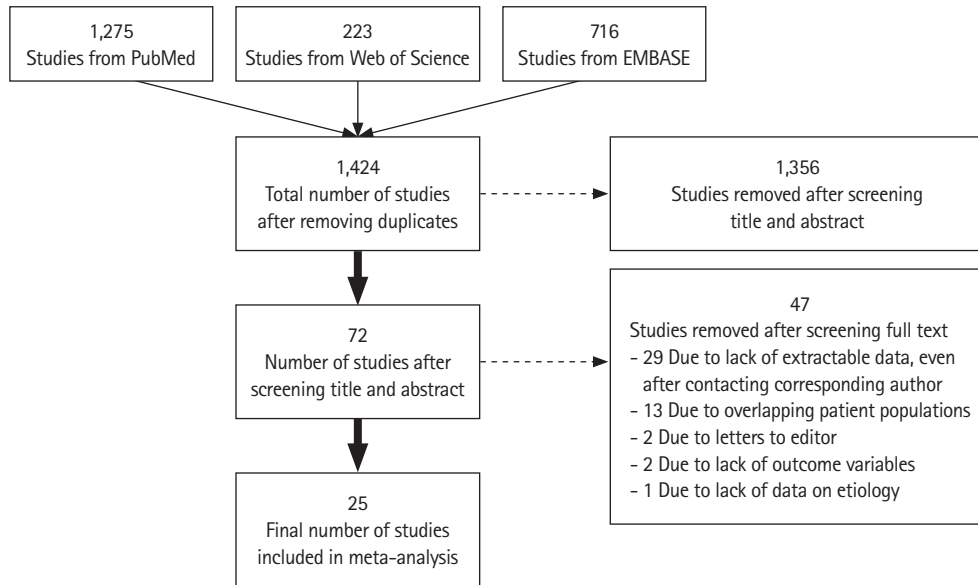 1,275
Studies from PubMed
223
Studies from Web of Science
716
Studies from EMBASE
1,424
Total number of studies
after removing duplicates
1,356
Studies removed after screening
title and abstract
72
Number of studies after
screening title and abstract
47
Studies removed after screening full text
- 29 Due to lack of extractable data, even
after contacting corresponding author
- 13 Due to overlapping patient populations
- 2 Due to letters to editor
- 2 Due to lack of outcome variables
- 1 Due to lack of data on etiology
25
Final number of studies
included in meta-analysis